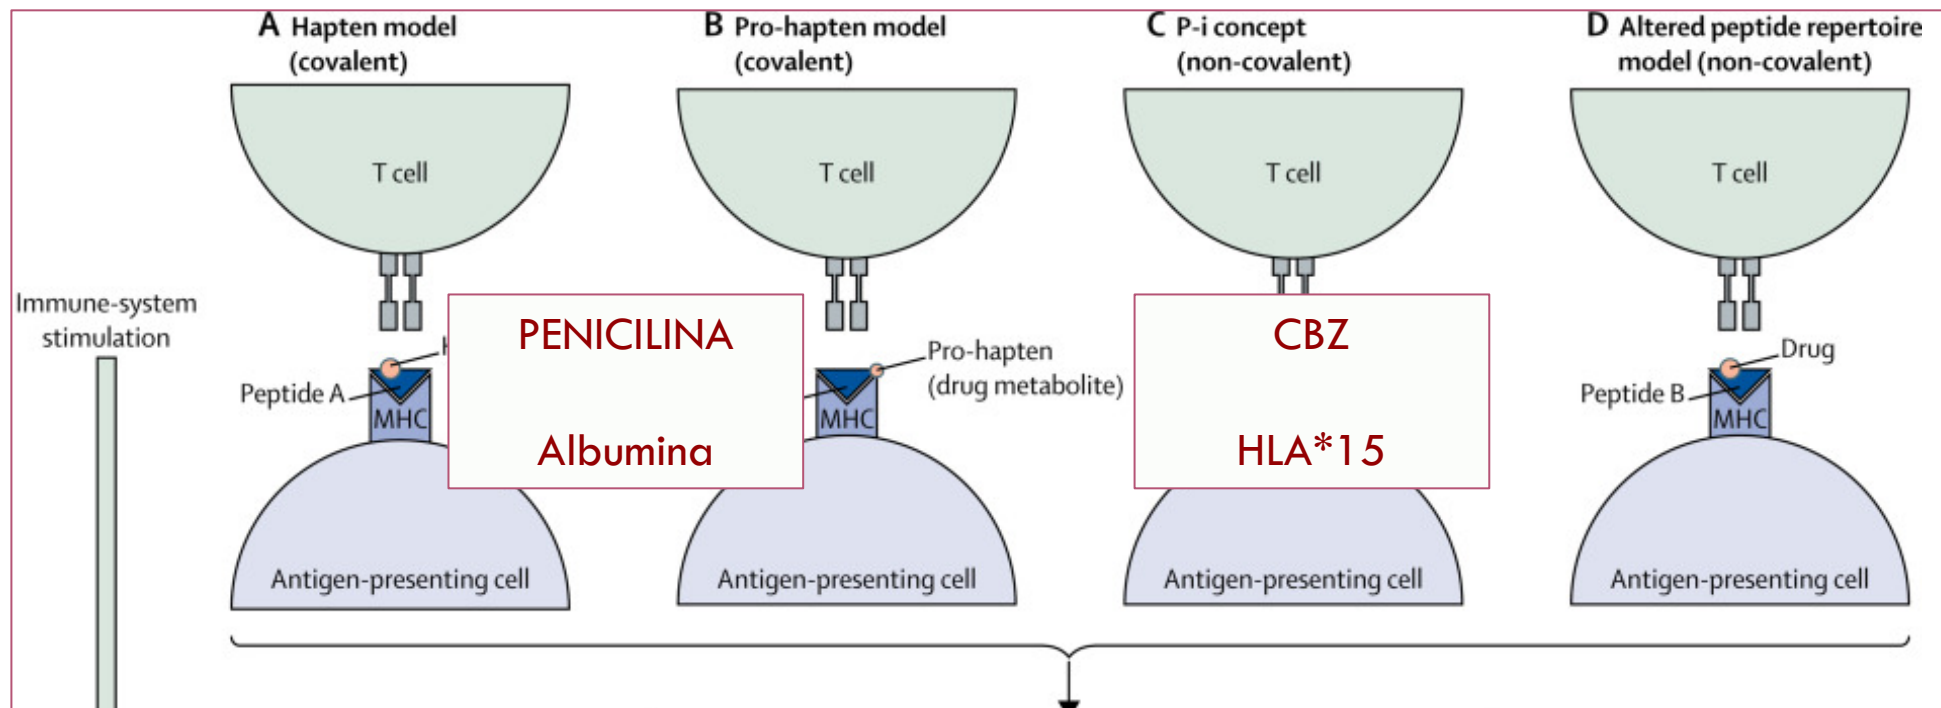 A Hapten model
(covalent)
B Pro-hapten model
(covalent)
C P-i concept
(non-covalent)
D Altered peptide repertoire
model (non-covalent)
T cell
T cell
T cell
T cell
Immune-system
stimulation
Peptide A
MHC
PENICILINA
Albumina
Pro-hapten
(drug metabolite)
MHC
CBZ
HLA*15
Drug
Peptide B
MHC
Antigen-presenting cell
Antigen-presenting cell
Antigen-presenting cell
Antigen-presenting cell